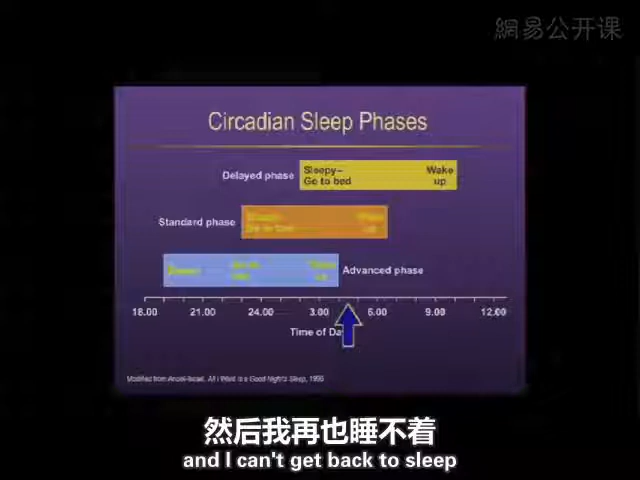 網易公开课
Circadian Sleep Phases
Delayed phase
Sleepy–
Go to bed
Wake
up
Standard phase
Wake
up
up
Advanced phase
18.00 21.00 24.00 3.00 6.00 9.00 12.00
Time of Da
Modified from Ancoli-Israel, All I Want Is a Good Night's Sleep, 1996
然后我再也睡不着
and I can't get back to sleep